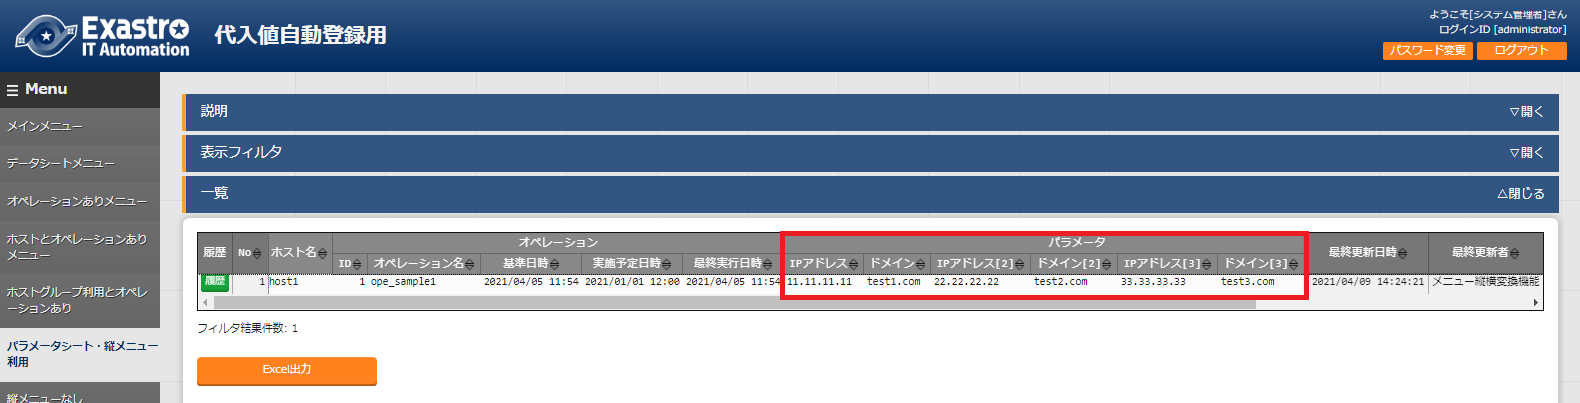 Exastro
IT Automation
代入値自動登録用
ようこそ[システム管理者]さん
ログインID [administrator]
パスワード変更
ログアウト
Menu
メインメニュー
データシートメニュー
オペレーションありメニュー
ホストとオペレーションあり
メニュー
ホストグループ利用とオペレ
ーションあり
パラメータシート・縦メニュー
利用
縦メニューなし
説明
▽開く
表示フィルタ
▽開く
一覧
△閉じる
履歴 No ホスト名 オペレーション パラメータ 最終更新日時 最終更新者
ID オペレーション名 基準日時 実施予定日時 最終実行日時 IPアドレス ドメイン IPアドレス[2] ドメイン[2] IPアドレス[3] ドメイン[3]
履歴 1 host1 1 ope_sample1 2021/04/05 11:54 2021/01/01 12:00 2021/04/05 11:54 11.11.11.11 test1.com 22.22.22.22 test2.com 33.33.33.33 test3.com 2021/04/09 14:24:21 メニュー縦横変換機能
フィルタ結果件数: 1
Excel出力